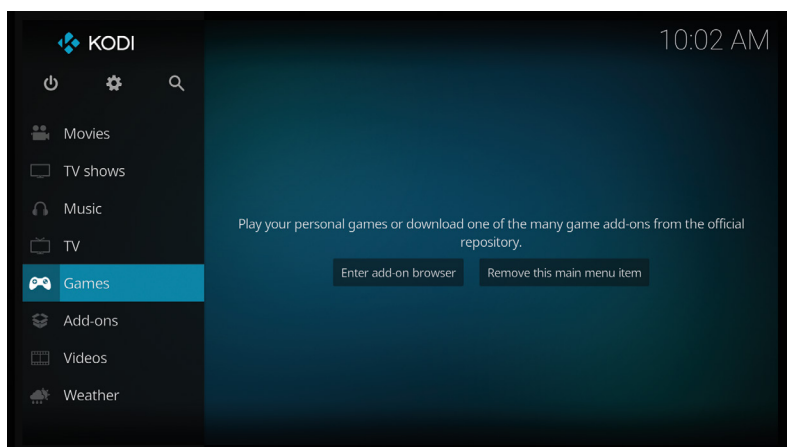 KODI
10:02 AM
Movies
TV shows
Music
TV
Games
Add-ons
Videos
Weather
Play your personal games or download one of the many game add-ons from the official
repository.
Enter add-on browser
Remove this main menu item